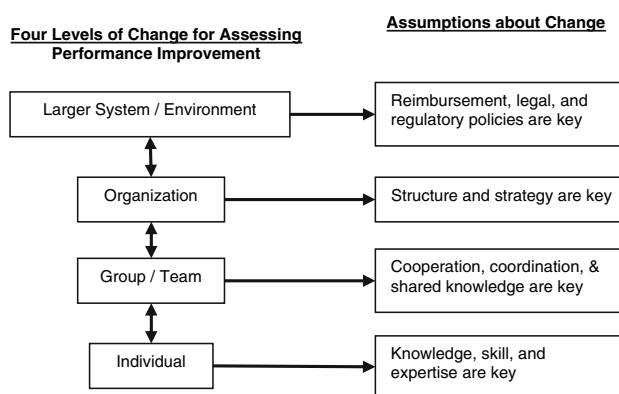 Four Levels of Change for Assessing
Performance Improvement
Assumptions about Change
Larger System / Environment
Reimbursement, legal, and
regulatory policies are key
Organization
Structure and strategy are key
Group / Team
Cooperation, coordination, &
shared knowledge are key
Individual
Knowledge, skill, and
expertise are key